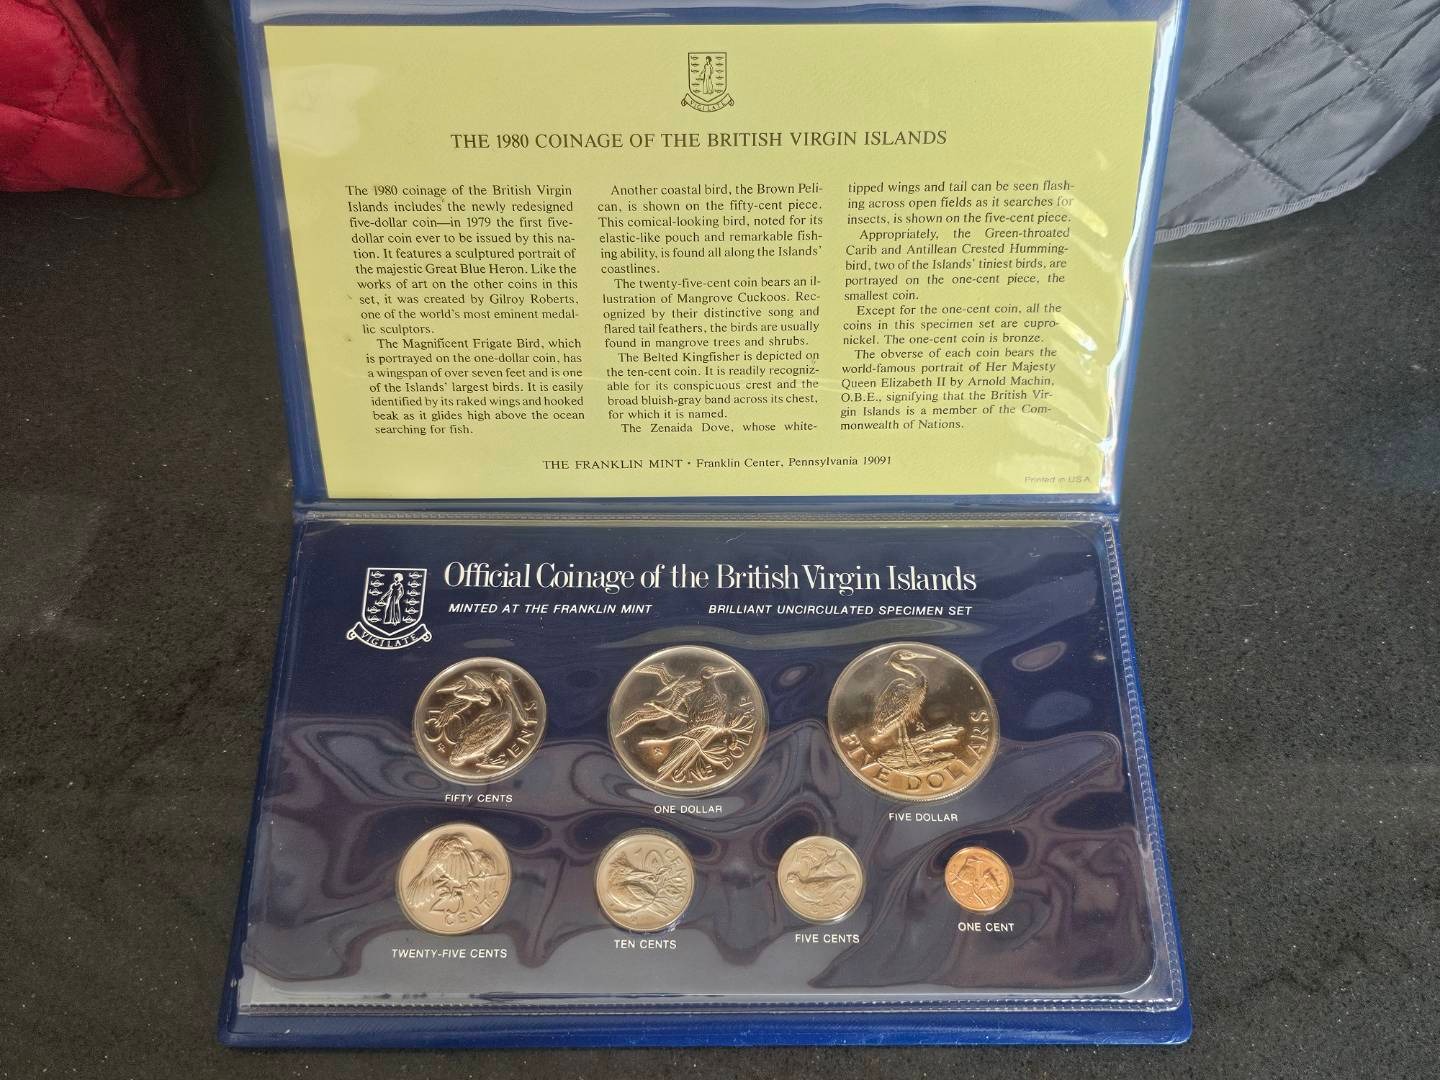 VIGILATE
THE 1980 COINAGE OF THE BRITISH VIRGIN ISLANDS
The 1980 coinage of the British Virgin
Islands includes the newly redesigned
five-dollar coin—in 1979 the first five-
dollar coin ever to be issued by this na-
tion. It features a sculptured portrait of
the majestic Great Blue Heron. Like the
works of art on the other coins in this
set, it was created by Gilroy Roberts,
one of the world's most eminent medal-
lic sculptors.
The Magnificent Frigate Bird, which
is portrayed on the one-dollar coin, has
a wingspan of over seven feet and is one
of the Islands' largest birds. It is easily
identified by its raked wings and hooked
beak as it glides high above the ocean
searching for fish.
Another coastal bird, the Brown Peli-
can, is shown on the fifty-cent piece.
This comical-looking bird, noted for its
elastic-like pouch and remarkable fish-
ing ability, is found all along the Islands'
coastlines.
The twenty-five-cent coin bears an il-
lustration of Mangrove Cuckoos. Rec-
ognized by their distinctive song and
flared tail feathers, the birds are usually
found in mangrove trees and shrubs.
The Belted Kingfisher is depicted on
the ten-cent coin. It is readily recogniz-
able for its conspicuous crest and the
broad bluish-gray band across its chest,
for which it is named.
The Zenaida Dove, whose white-
tipped wings and tail can be seen flash-
ing across open fields as it searches for
insects, is shown on the five-cent piece.
Appropriately, the Green-throated
Carib and Antillean Crested Humming-
bird, two of the Islands' tiniest birds, are
portrayed on the one-cent piece, the
smallest coin.
Except for the one-cent coin, all the
coins in this specimen set are cupro-
nickel. The one-cent coin is bronze.
The obverse of each coin bears the
world-famous portrait of Her Majesty
Queen Elizabeth II by Arnold Machin,
O.B.E., signifying that the British Vir-
gin Islands is a member of the Com-
monwealth of Nations.
THE FRANKLIN MINT • Franklin Center, Pennsylvania 19091
Printed in U.S.A.
Official Coinage of the British Virgin Islands
MINTED AT THE FRANKLIN MINT BRILLIANT UNCIRCULATED SPECIMEN SET
VIGILATE
50 CENTS
ONE DOLLAR
FIVE DOLLARS
FIFTY CENTS
ONE DOLLAR
FIVE DOLLAR
25 CENTS
10 CENTS
5 CENTS
TWENTY-FIVE CENTS
TEN CENTS
FIVE CENTS
ONE CENT